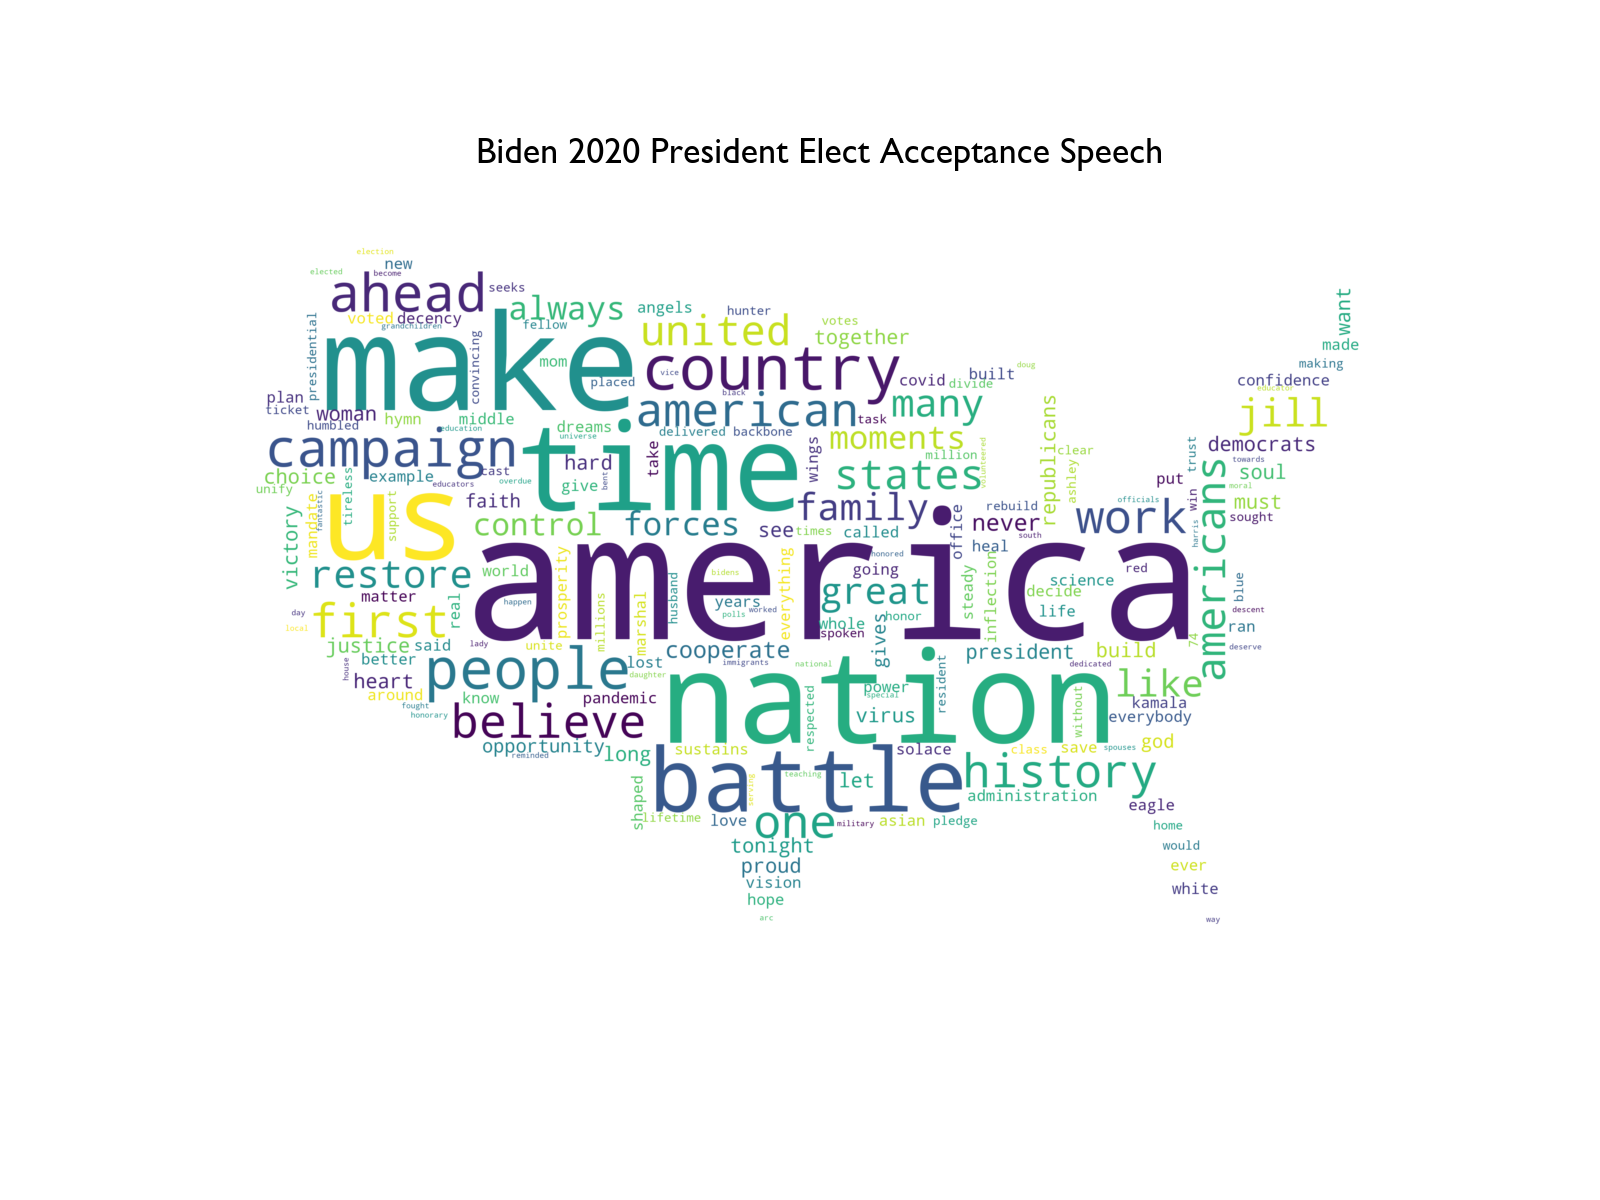 Biden 2020 President Elect Acceptance Speech
election
new
elected
become
ahead
seeks
always
angels
hunter
want
voted
decency
grandchildren
fellow
united
votes
together
made
presidential
make
convincing
mom
country
vice
placed
black
covid
divide
built
doug
making
confidence
educator
plan
ticket
woman
humbled
hymn
middle
education
dreams
universe
american
task
delivered
backbone
many
moments
republicans
jill
democrats
campaign
time
hard
take
wings
million
volunteered
clear
trust
towards
choice
unify
example
tireless
fantastic
cast
educators
overdue
give
bent
states
ashley
put
win
soul
moral
mandate
support
us
faith
control
forces
family
see
times
called
office
never
rebuild
south
heal
work
officials
harris
must
sought
americans
victory
restore
world
america
honored
going
red
blue
matter
happen
prosperity
millions
marshal
husband
bidens
years
polls
worked
everything
great
whole
spoken
honor
steady
inflection
science
decide
life
descent
day
local
first
real
justice
said
lady
unite
cooperate
immigrants
national
gives
president
dedicated
build
74
ran
deserve
house
better
heart
around
people
lost
daughter
pandemic
nation
power
special
resident
like
kamala
everybody
without
fought
honorary
know
believe
respected
virus
opportunity
reminded
long
sustains
solace
class
save
spouses
god
shaped
battle
serving
teaching
let
history
administration
eagle
lifetime
love
one
military
asian
pledge
home
tonight
would
proud
ever
vision
white
hope
arc
way